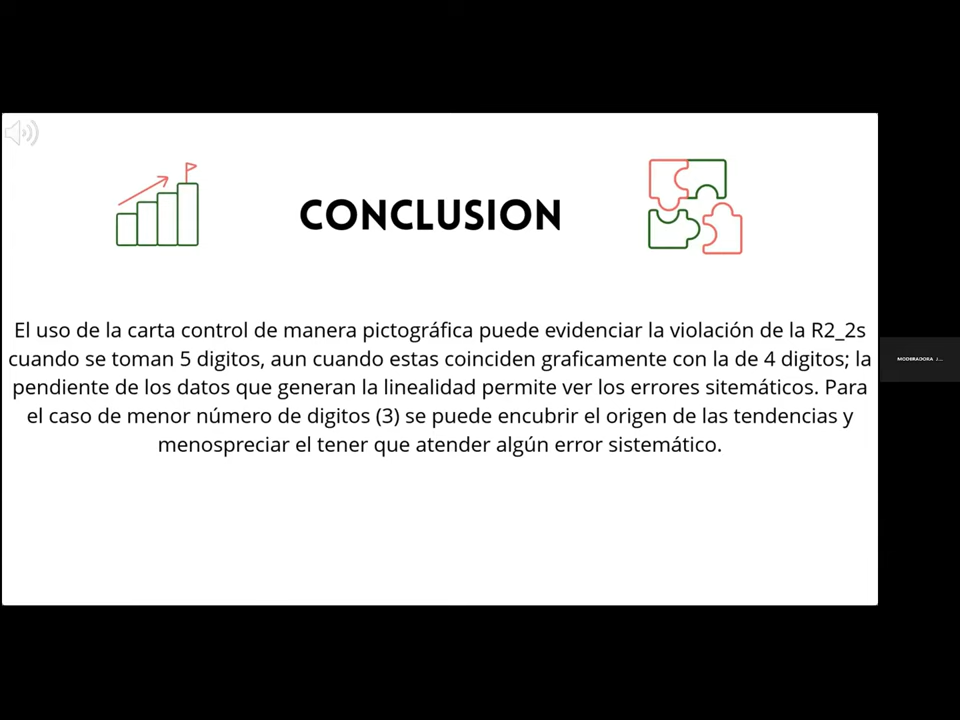 CONCLUSION
El uso de la carta control de manera pictográfica puede evidenciar la violación de la R2_2s
cuando se toman 5 digitos, aun cuando estas coinciden graficamente con la de 4 digitos; la
pendiente de los datos que generan la linealidad permite ver los errores sitemáticos. Para
el caso de menor número de digitos (3) se puede encubrir el origen de las tendencias y
menospreciar el tener que atender algún error sistemático.
MODERADORA J...